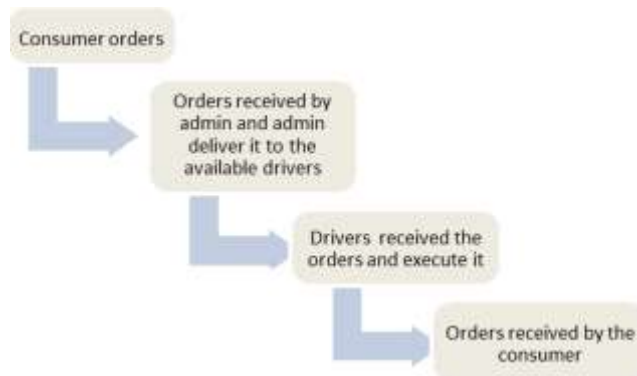 Consumer orders
Orders received by
admin and admin
deliver it to the
available drivers
Drivers received the
orders and execute it
Orders received by the
consumer